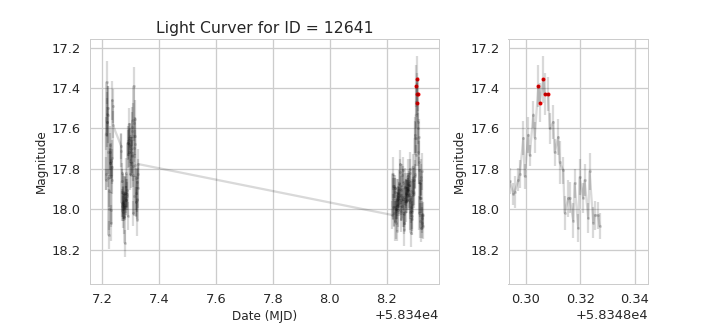 Light Curver for ID = 12641
17.2
17.4
17.6
17.8
18.0
18.2
Magnitude
7.2 7.4 7.6 7.8 8.0 8.2
Date (MJD)
+5.834e4
17.2
17.4
17.6
17.8
18.0
18.2
Magnitude
0.30 0.32 0.34
+5.8348e4